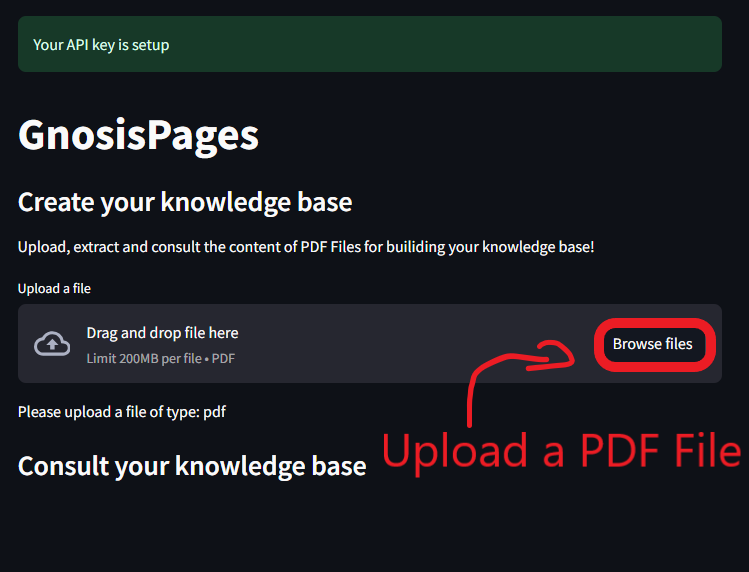 Your API key is setup
GnosisPages
Create your knowledge base
Upload, extract and consult the content of PDF Files for builiding your knowledge base!
Upload a file
Drag and drop file here
Limit 200MB per file • PDF
Browse files
Please upload a file of type: pdf
Upload a PDF File
Consult your knowledge base